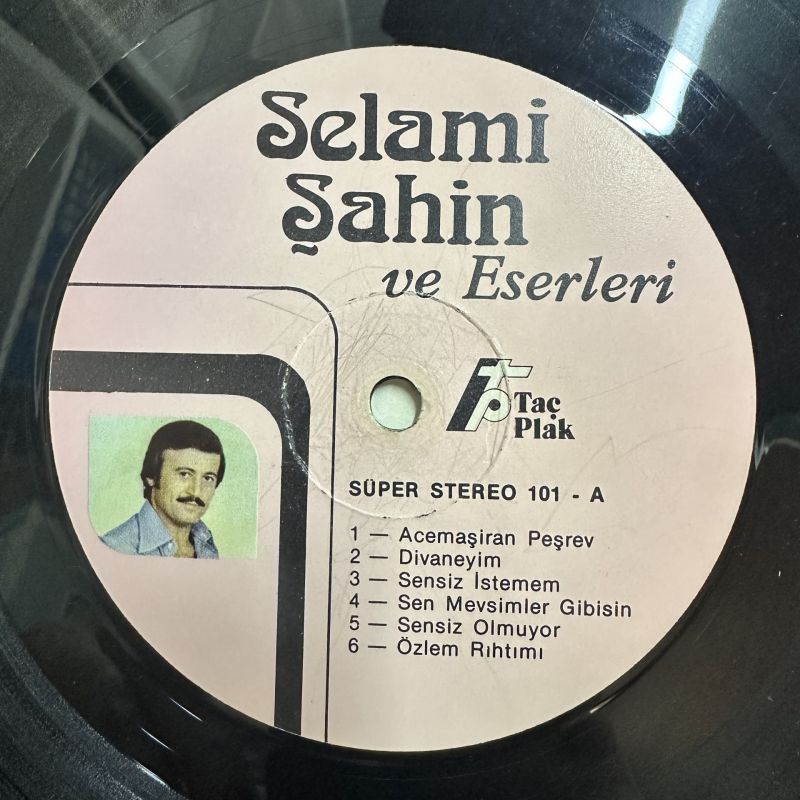 Selami
Şahin
ve Eserleri
Taç
Plak
SÜPER STEREO 101 - A
1 — Acemaşiran Peşrev
2 — Divaneyim
3 — Sensiz İstemem
4 — Sen Mevsimler Gibisin
5 — Sensiz Olmuyor
6 — Özlem Rıhtımı